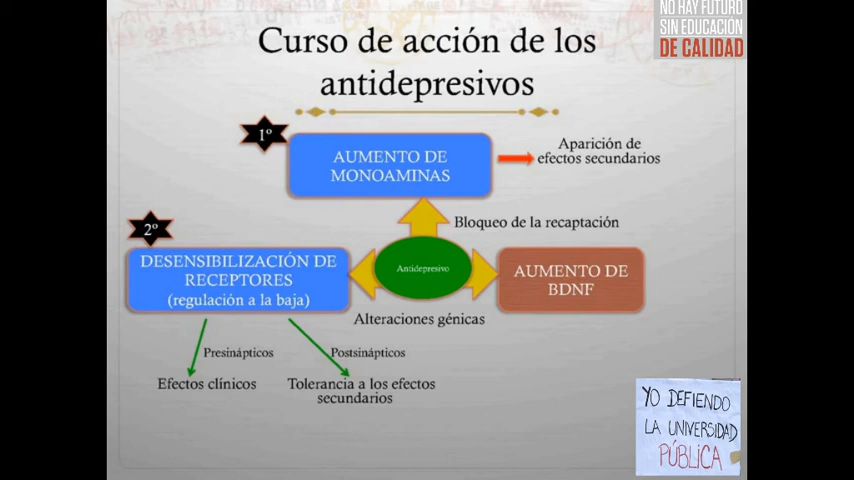 NO HAY FUTURO
SIN EDUCACIÓN
DE CALIDAD
Curso de acción de los
antidepresivos
1º
AUMENTO DE
MONOAMINAS
Aparición de
efectos secundarios
Bloqueo de la recaptación
2º
DESENSIBILIZACIÓN DE
RECEPTORES
(regulación a la baja)
Antidepresivo
AUMENTO DE
BDNF
Alteraciones génicas
Presinápticos
Postsinápticos
Efectos clínicos
Tolerancia a los efectos
secundarios
YO DEFIENDO
LA UNIVERSIDAD
PÚBLICA